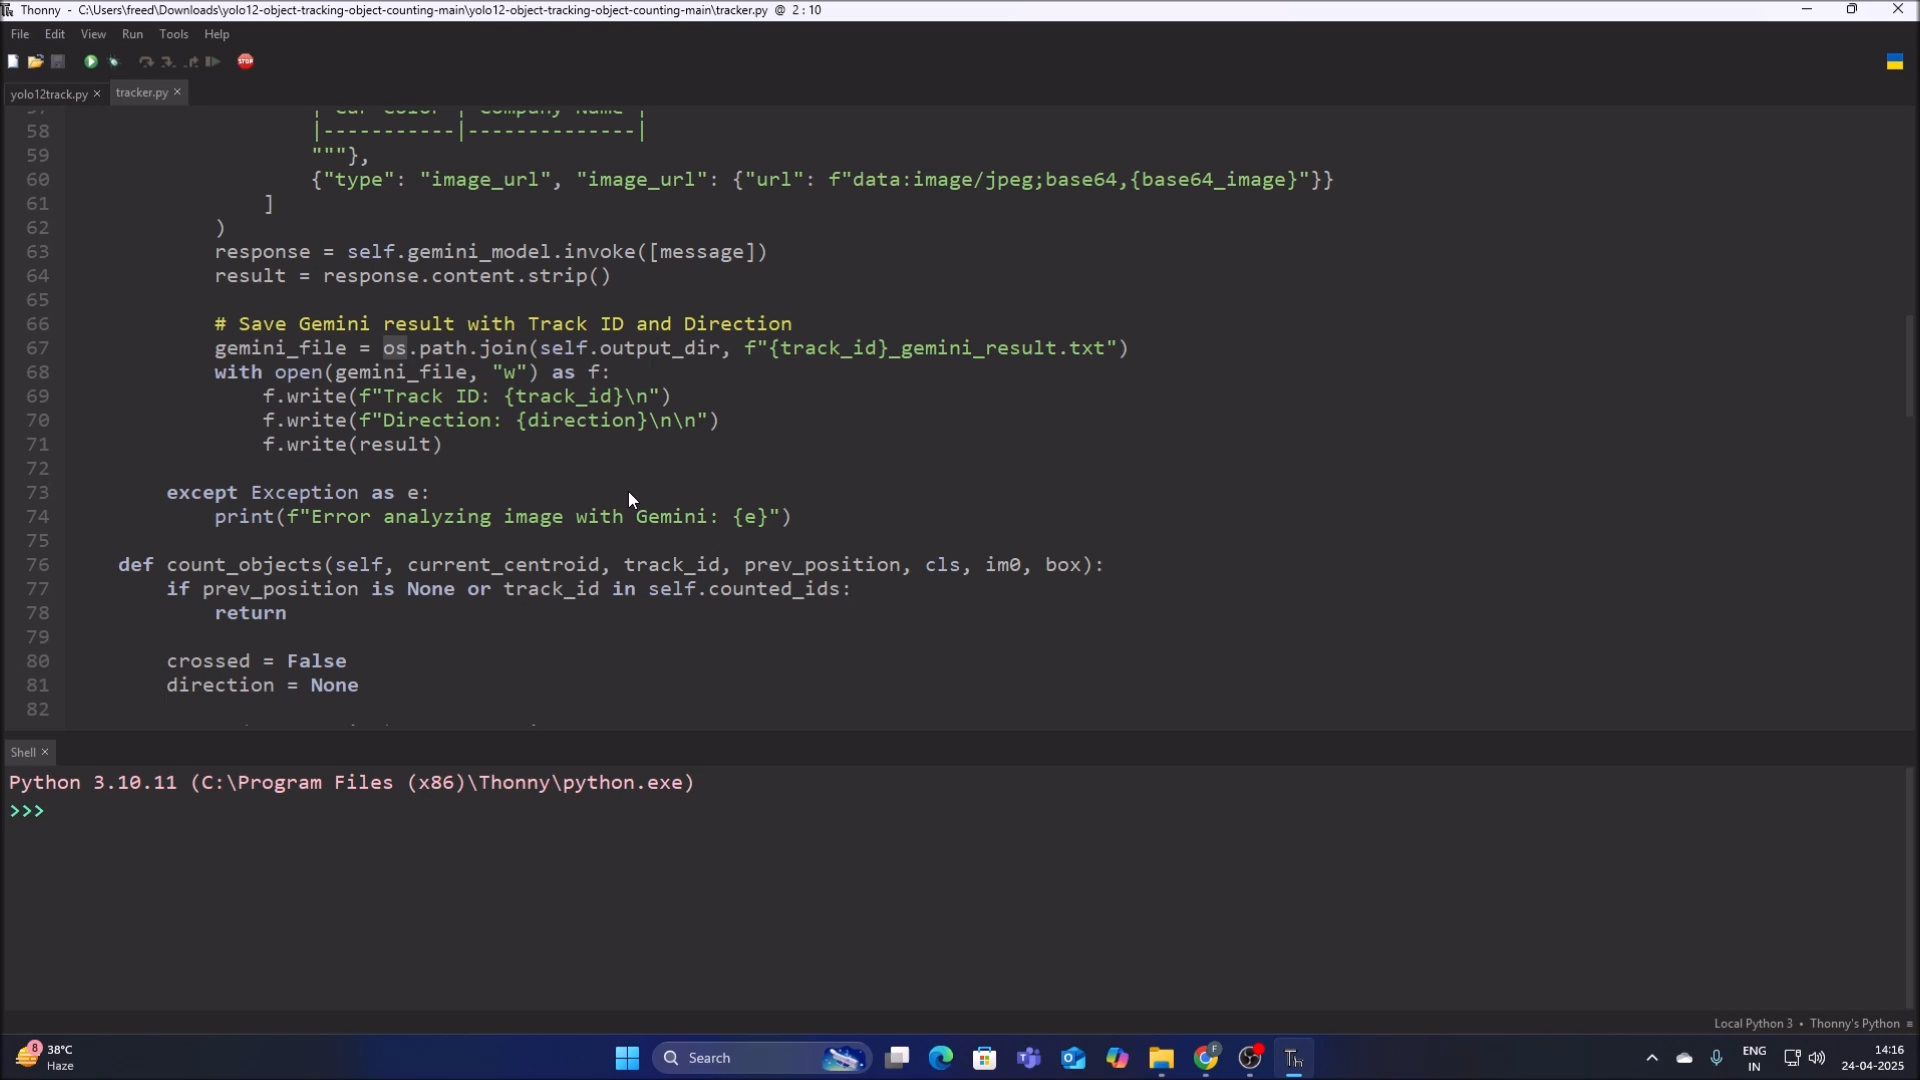 Thonny - C:\Users\freed\Downloads\yolo12-object-tracking-object-counting-main\yolo12-object-tracking-object-counting-main\tracker.py @ 2:10
File Edit View Run Tools Help
STOP
yolo12track.py × tracker.py ×
57 | Car Color | Company Name |
58 |-----------|--------------|
59 """},
60 {"type": "image_url", "image_url": {"url": f"data:image/jpeg;base64,{base64_image}"}}
61 ]
62 )
63 response = self.gemini_model.invoke([message])
64 result = response.content.strip()
65
66 # Save Gemini result with Track ID and Direction
67 gemini_file = os.path.join(self.output_dir, f"{track_id}_gemini_result.txt")
68 with open(gemini_file, "w") as f:
69 f.write(f"Track ID: {track_id}\n")
70 f.write(f"Direction: {direction}\n\n")
71 f.write(result)
72
73 except Exception as e:
74 print(f"Error analyzing image with Gemini: {e}")
75
76 def count_objects(self, current_centroid, track_id, prev_position, cls, im0, box):
77 if prev_position is None or track_id in self.counted_ids:
78 return
79
80 crossed = False
81 direction = None
82
Shell ×
Python 3.10.11 (C:\Program Files (x86)\Thonny\python.exe)
>>>
Local Python 3 • Thonny's Python ≡
8 38°C
Haze
Search
F
Th
ENG
IN
14:16
24-04-2025